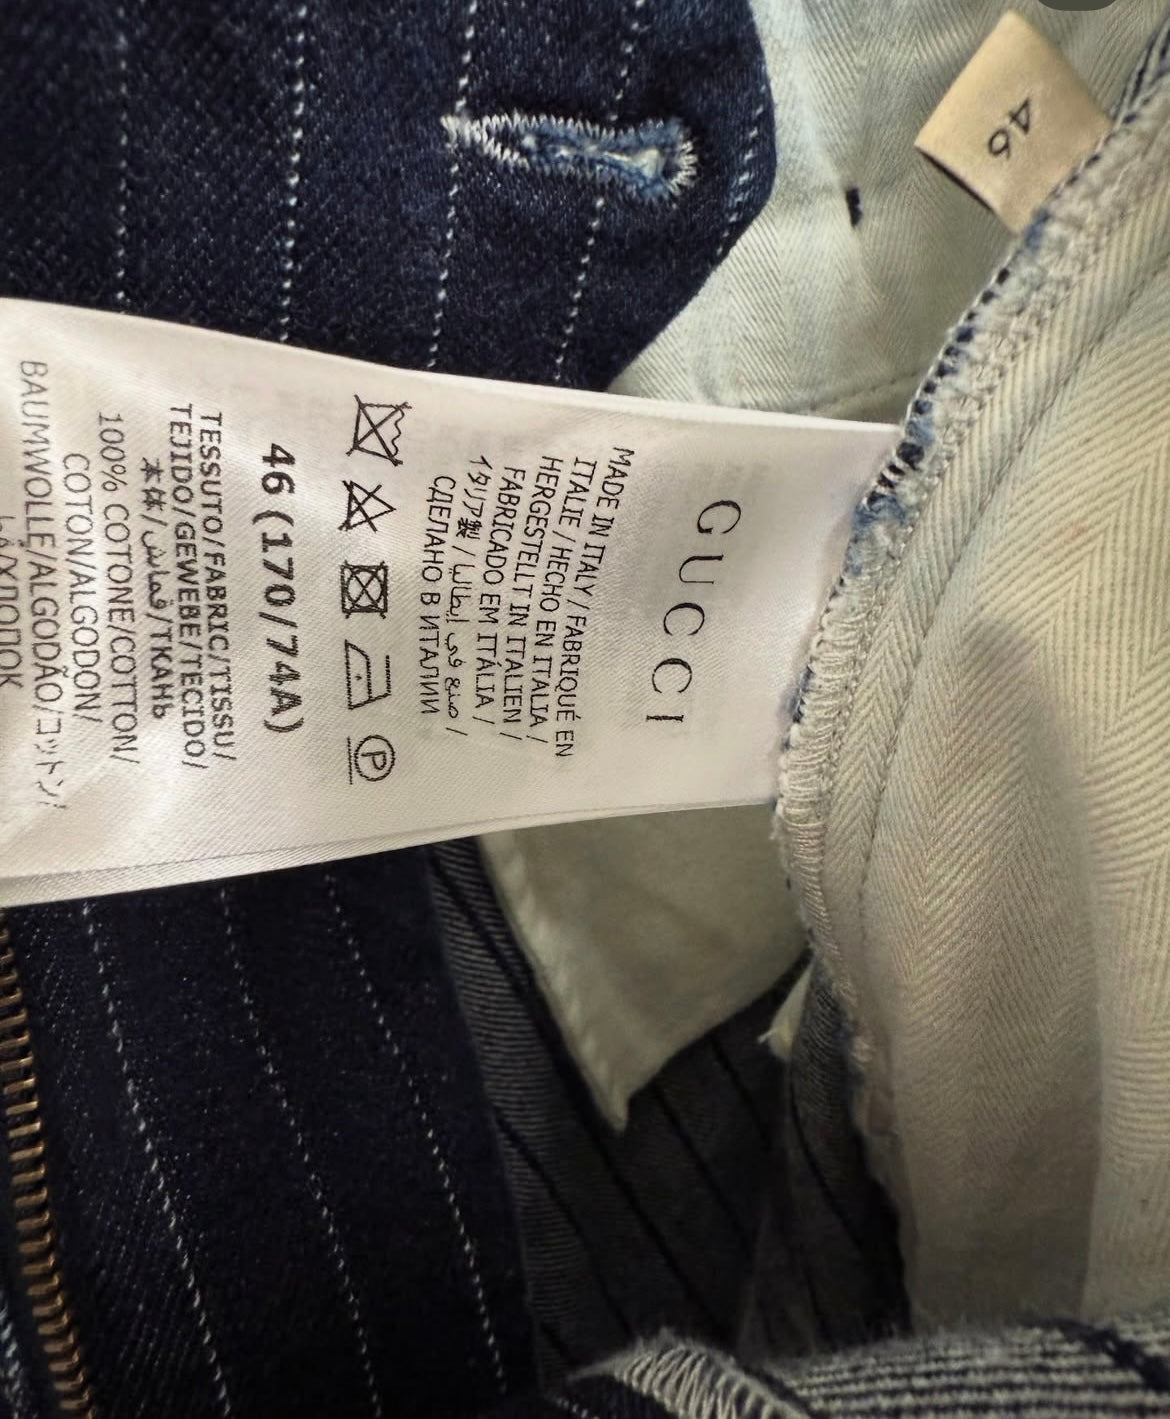 46
GUCCI
MADE IN ITALY / FABRIQUÉ EN
ITALIE / HECHO EN ITALIA /
HERGESTELLT IN ITALIEN /
FABRICADO EM ITÁLIA /
イタリア製 / صنع في إيطاليا /
СДЕЛАНО В ИТАЛИИ
P
46 (170/74A)
TESSUTO/FABRIC/TISSU/
TEJIDO/GEWEBE/TECIDO/
本体/قماش/ТКАНЬ
100% COTONE/COTTON/
COTON/ALGODON/
BAUMWOLLE/ALGODÃO/コットン/
ХЛОПОК